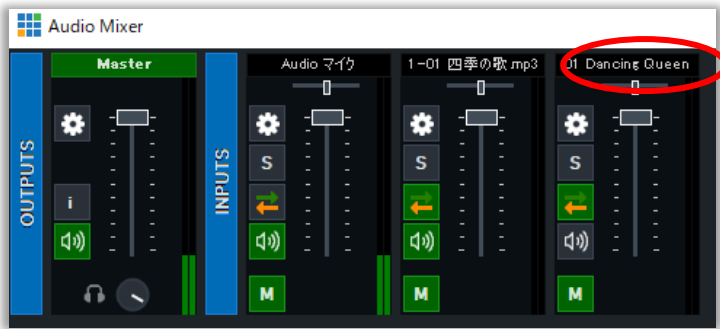 Audio Mixer
OUTPUTS
Master
i
INPUTS
Audio マイク
S
M
1-01 四季の歌.mp3
S
M
01 Dancing Queen
S
M